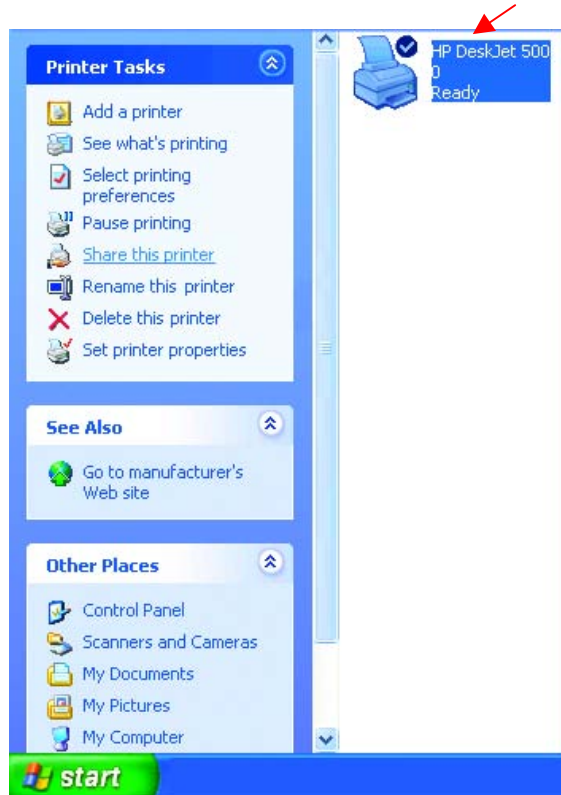 Printer Tasks
Add a printer
See what's printing
Select printing
preferences
Pause printing
Share this printer
Rename this printer
Delete this printer
Set printer properties
See Also
Go to manufacturer's
Web site
Other Places
Control Panel
Scanners and Cameras
My Documents
My Pictures
My Computer
HP DeskJet 500
0
Ready
start